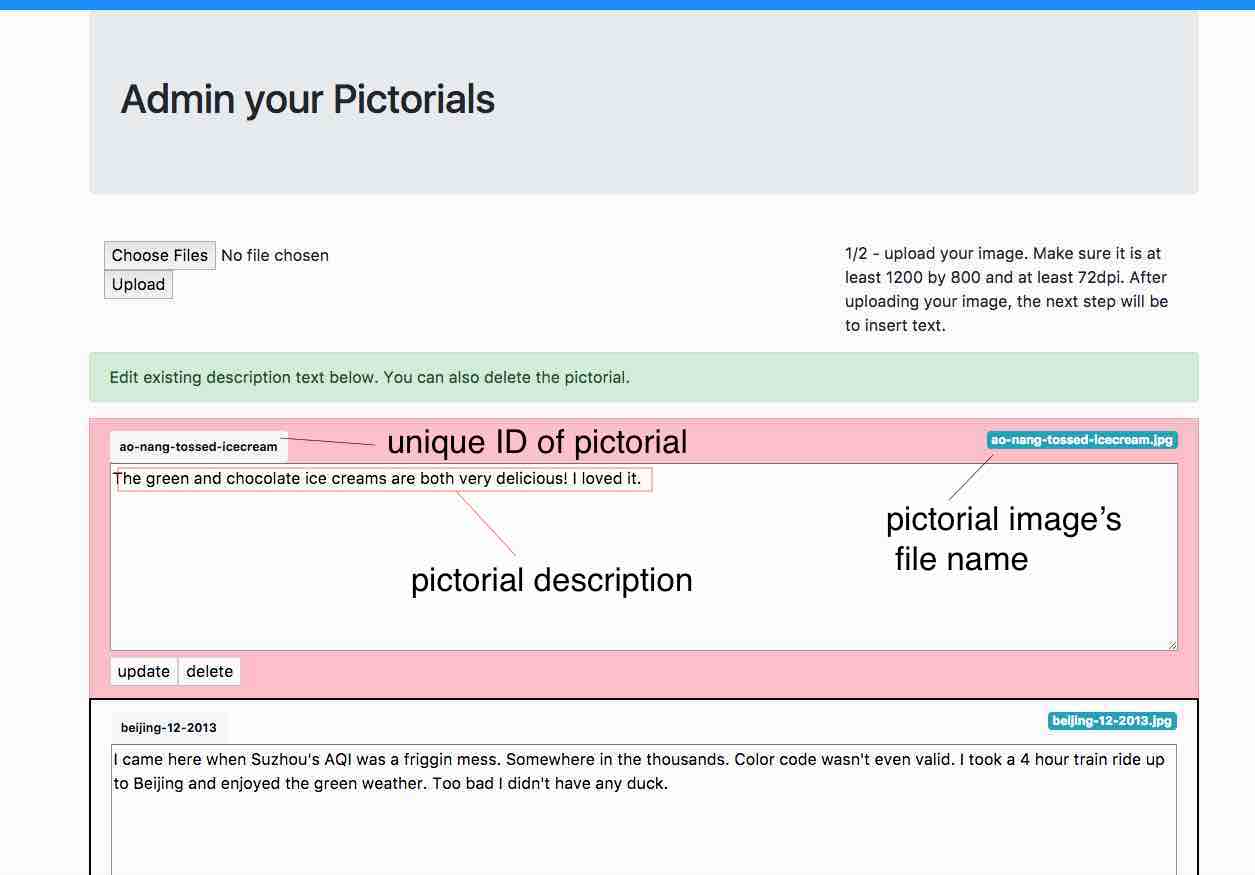 Admin your Pictorials
Choose Files No file chosen
Upload
1/2 - upload your image. Make sure it is at
least 1200 by 800 and at least 72dpi. After
uploading your image, the next step will be
to insert text.
Edit existing description text below. You can also delete the pictorial.
ao-nang-tossed-icecream
unique ID of pictorial
ao-nang-tossed-icecream.jpg
The green and chocolate ice creams are both very delicious! I loved it.
pictorial image’s
file name
pictorial description
update delete
beijing-12-2013
beijing-12-2013.jpg
I came here when Suzhou's AQI was a friggin mess. Somewhere in the thousands. Color code wasn't even valid. I took a 4 hour train ride up
to Beijing and enjoyed the green weather. Too bad I didn't have any duck.